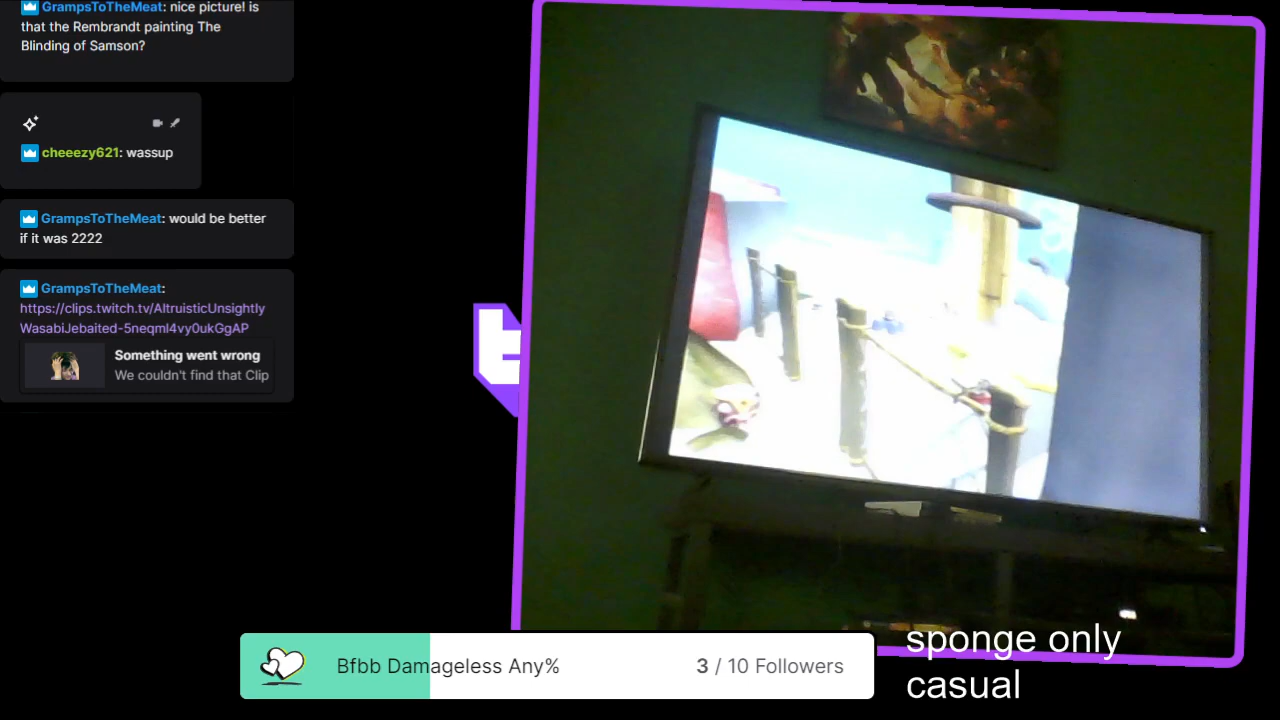 GrampsToTheMeat: nice picture! is
that the Rembrandt painting The
Blinding of Samson?
cheeezy621: wassup
GrampsToTheMeat: would be better
if it was 2222
GrampsToTheMeat:
https://clips.twitch.tv/AltruisticUnsightly
WasabiJebaited-5neqml4vy0ukGgAP
Something went wrong
We couldn't find that Clip
Bfbb Damageless Any% 3 / 10 Followers
sponge only
casual